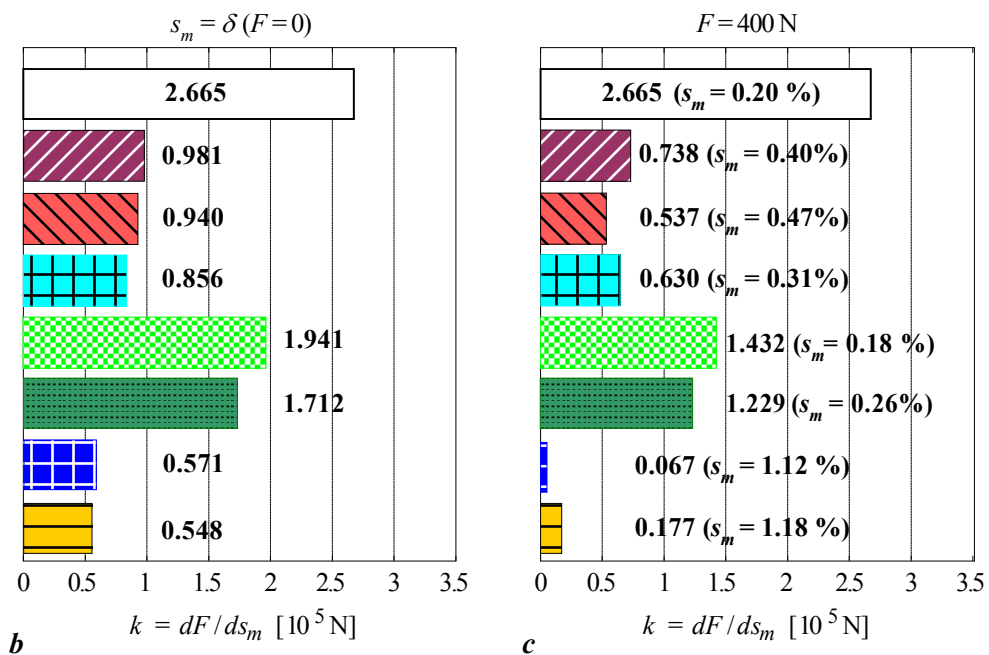 s_m = δ (F = 0)
2.665
0.981
0.940
0.856
1.941
1.712
0.571
0.548
0 0.5 1 1.5 2 2.5 3 3.5
k = dF / ds_m [10^5 N]
b
F = 400 N
2.665 (s_m = 0.20 %)
0.738 (s_m = 0.40%)
0.537 (s_m = 0.47%)
0.630 (s_m = 0.31%)
1.432 (s_m = 0.18 %)
1.229 (s_m = 0.26%)
0.067 (s_m = 1.12 %)
0.177 (s_m = 1.18 %)
0 0.5 1 1.5 2 2.5 3 3.5
k = dF / ds_m [10^5 N]
c